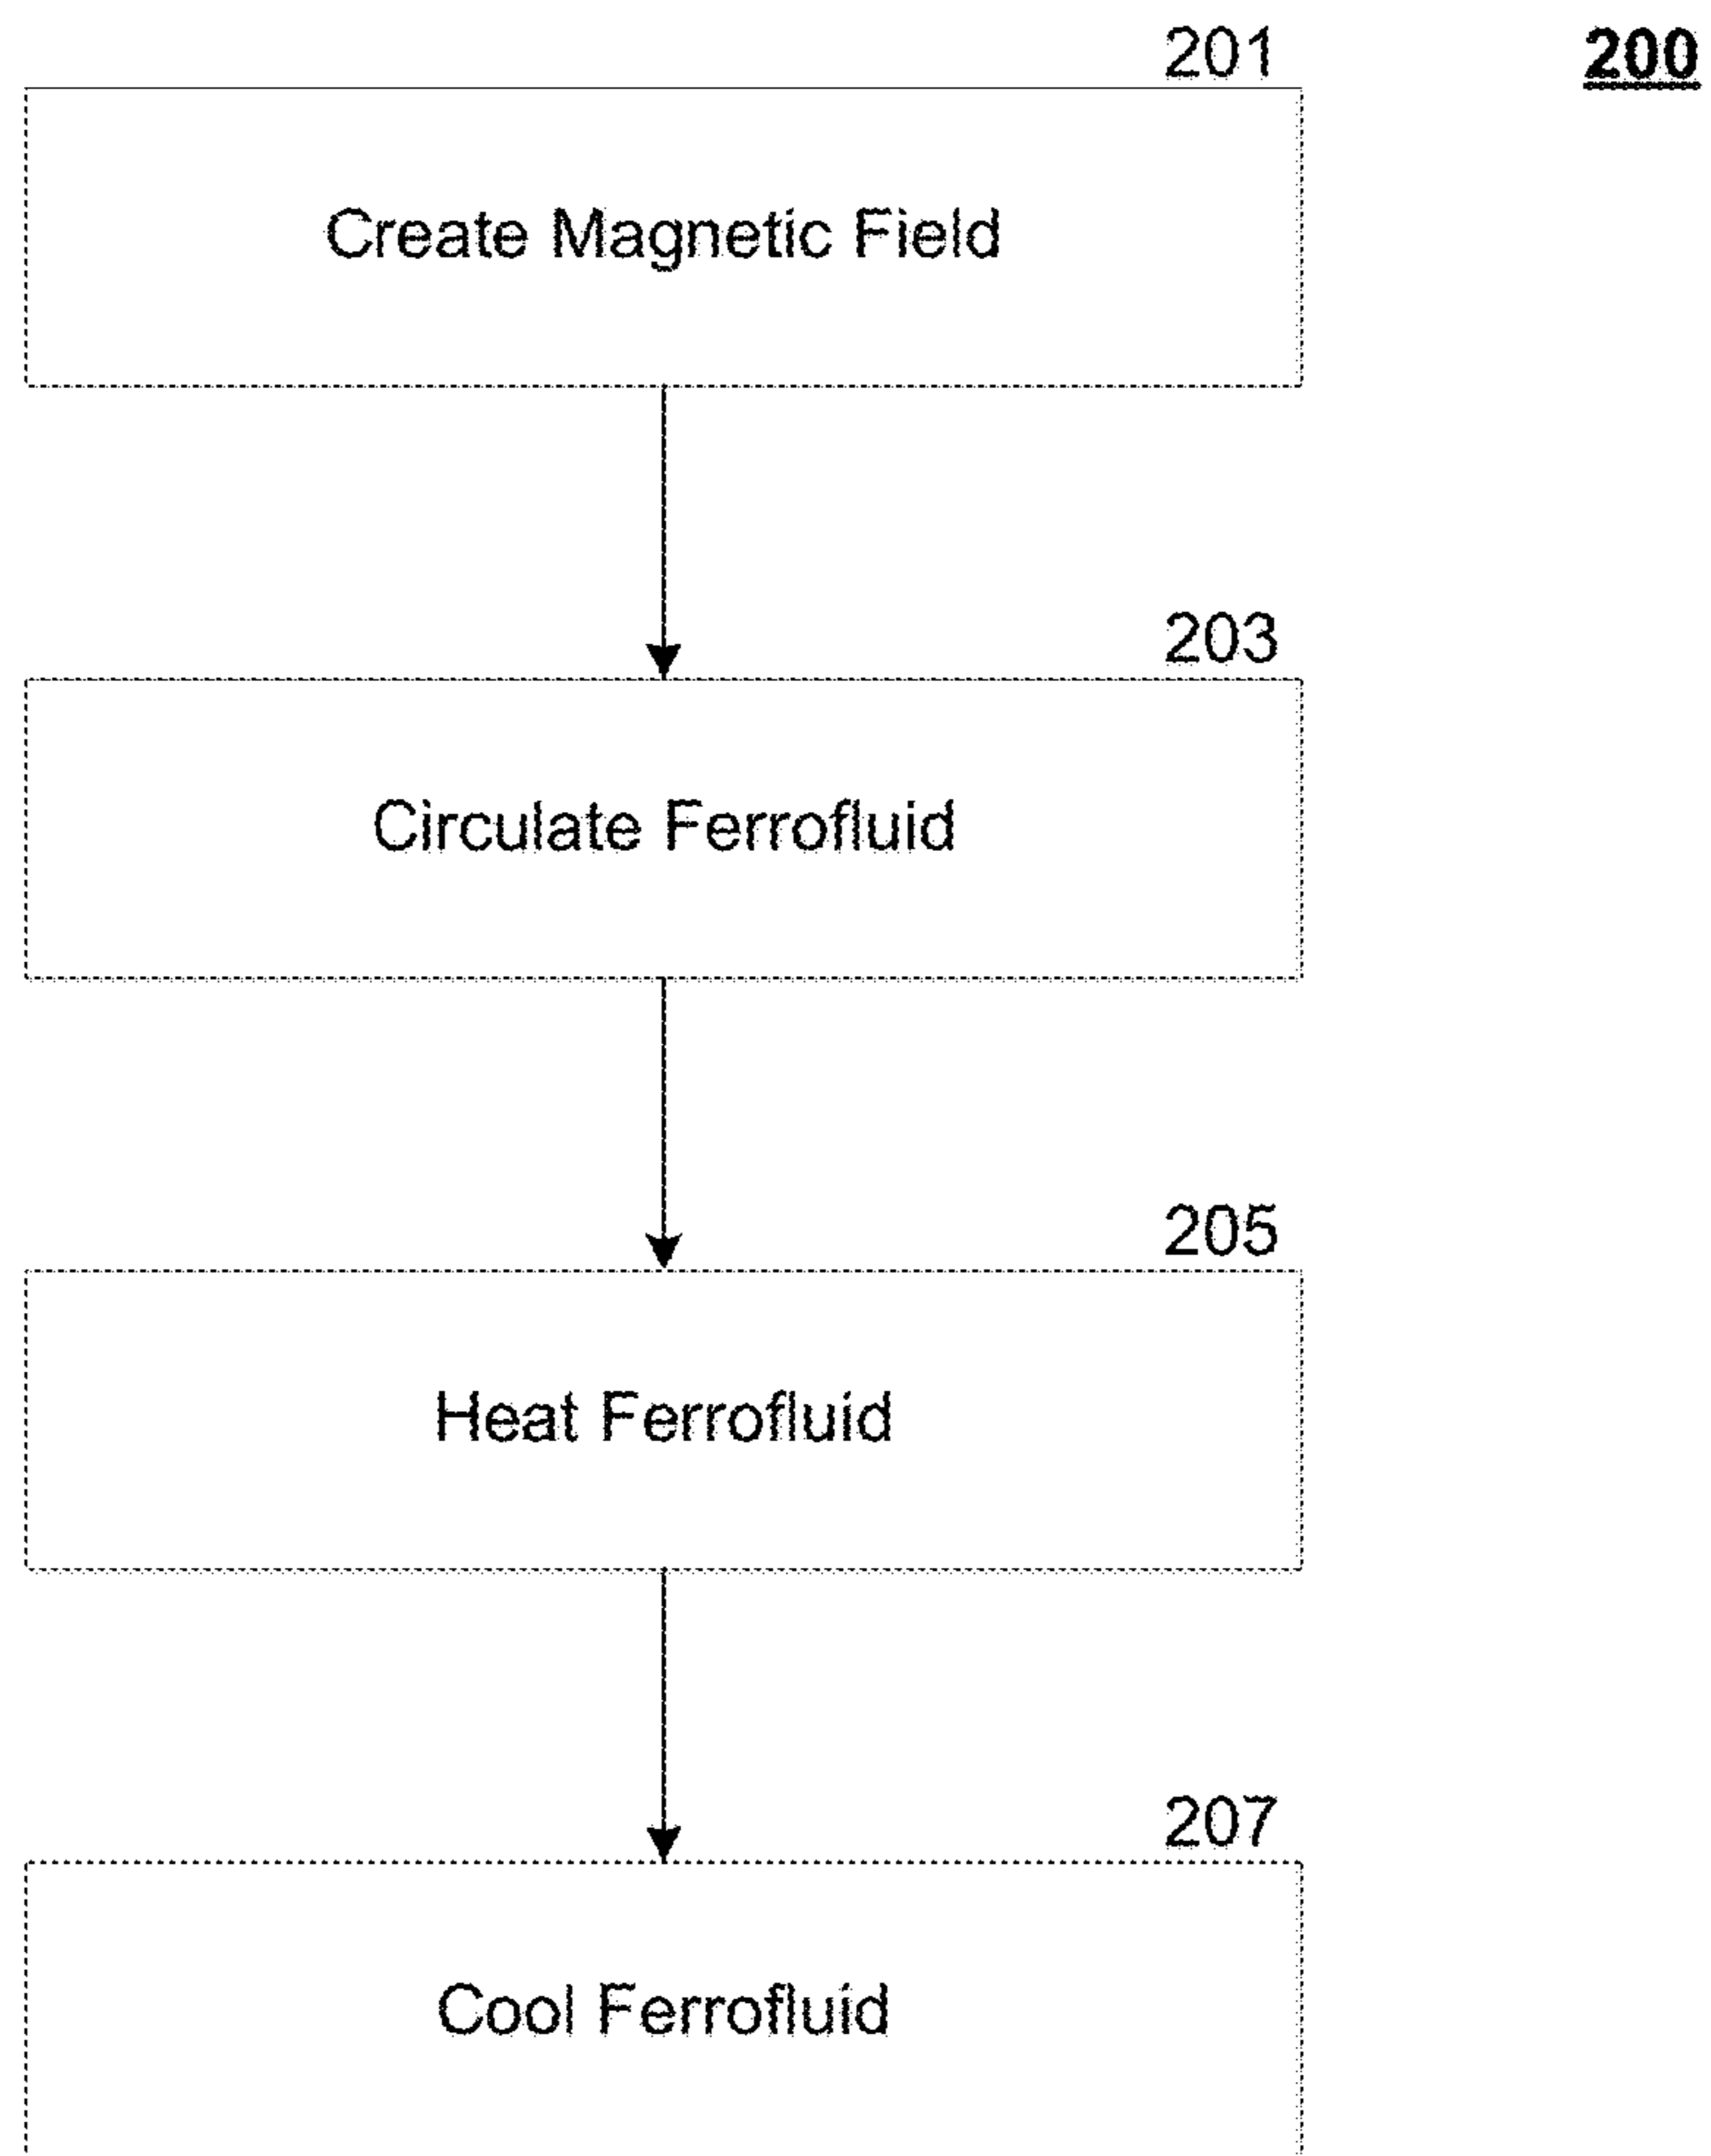 201
200
Create Magnetic Field
203
Circulate Ferrofluid
205
Heat Ferrofluid
207
Cool Ferrofluid